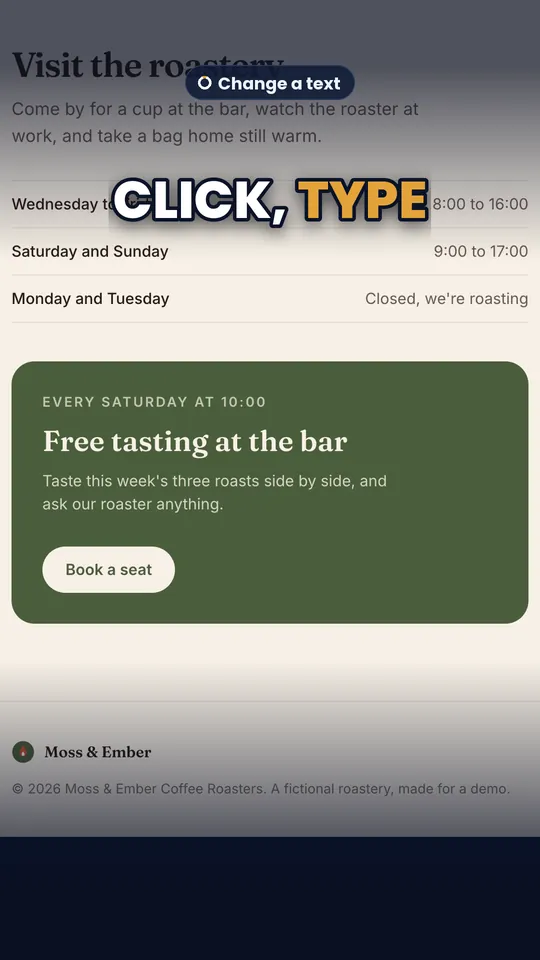 Visit the roastery
Change a text
Come by for a cup at the bar, watch the roaster at
work, and take a bag home still warm.
CLICK, TYPE
Wednesday 8:00 to 16:00
Saturday and Sunday 9:00 to 17:00
Monday and Tuesday Closed, we're roasting
EVERY SATURDAY AT 10:00
Free tasting at the bar
Taste this week's three roasts side by side, and
ask our roaster anything.
Book a seat
Moss & Ember
© 2026 Moss & Ember Coffee Roasters. A fictional roastery, made for a demo.